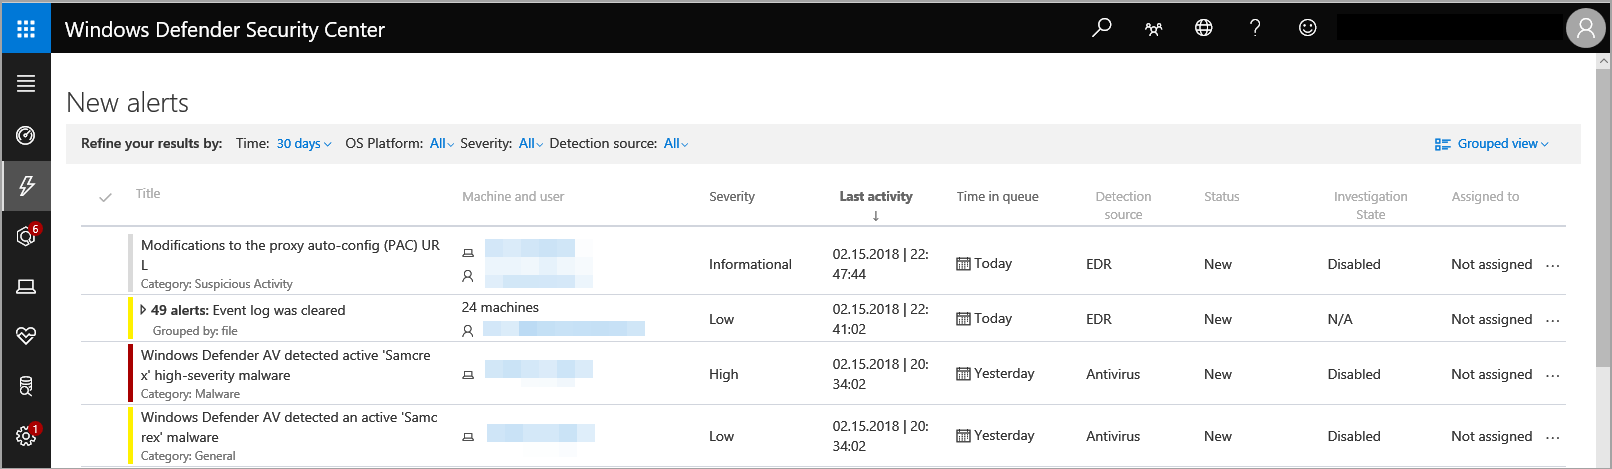 Windows Defender Security Center
New alerts
Refine your results by: Time: 30 days OS Platform: All Severity: All Detection source: All Grouped view
Title Machine and user Severity Last activity Time in queue Detection Status Investigation Assigned to
↓ source State
Modifications to the proxy auto-config (PAC) UR
L
Category: Suspicious Activity
Informational
02.15.2018 | 22:
47:44
Today
EDR
New
Disabled
Not assigned ...
49 alerts: Event log was cleared
Grouped by: file
24 machines
Low
02.15.2018 | 22:
41:02
Today
EDR
New
N/A
Not assigned ...
Windows Defender AV detected active 'Samcre
x' high-severity malware
Category: Malware
High
02.15.2018 | 20:
34:02
Yesterday
Antivirus
New
Disabled
Not assigned ...
Windows Defender AV detected an active 'Samc
rex' malware
Category: General
Low
02.15.2018 | 20:
34:02
Yesterday
Antivirus
New
Disabled
Not assigned ...
6
1